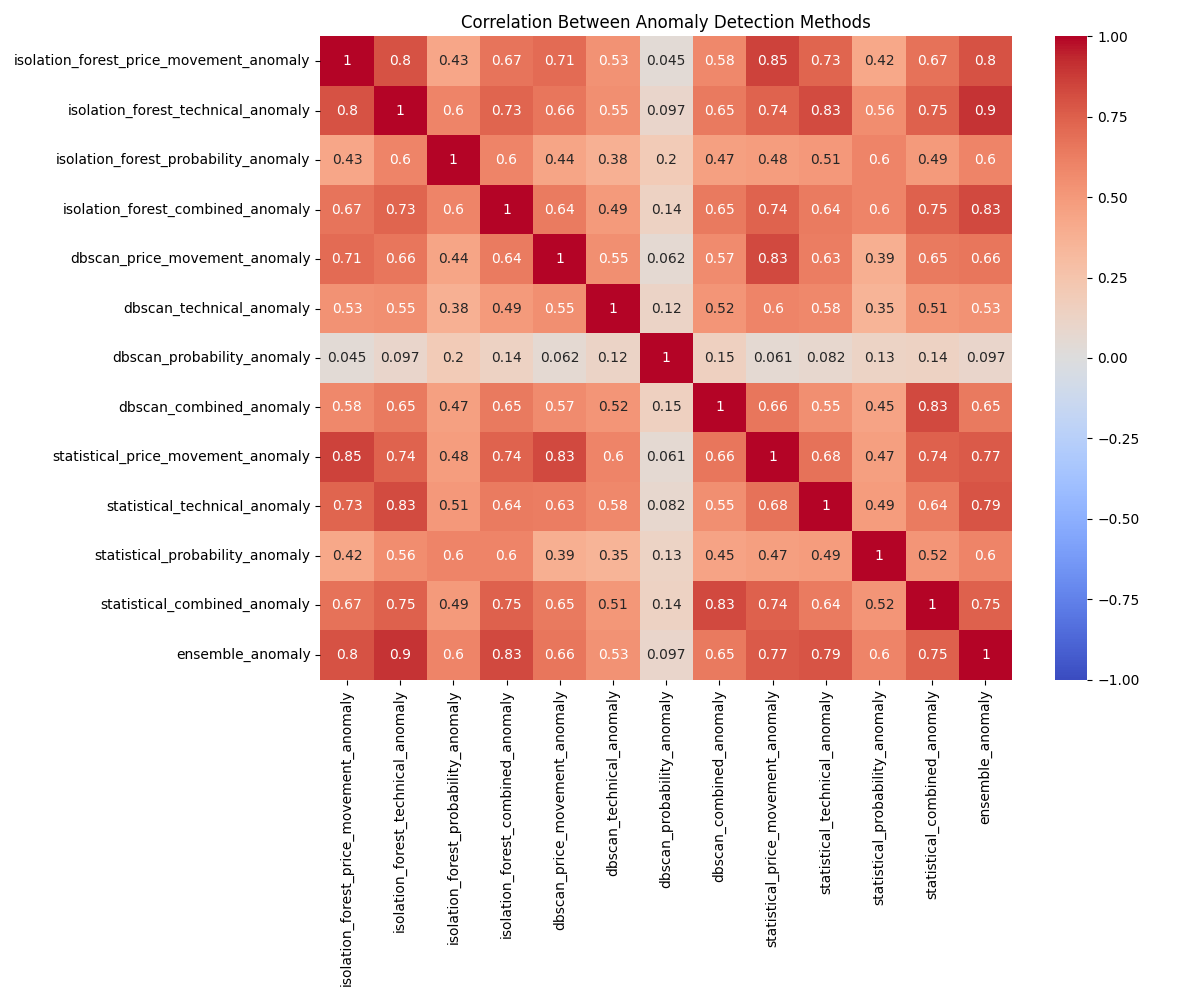 Correlation Between Anomaly Detection Methods
isolation_forest_price_movement_anomaly 1 0.8 0.43 0.67 0.71 0.53 0.045 0.58 0.85 0.73 0.42 0.67 0.8
isolation_forest_technical_anomaly 0.8 1 0.6 0.73 0.66 0.55 0.097 0.65 0.74 0.83 0.56 0.75 0.9
isolation_forest_probability_anomaly 0.43 0.6 1 0.6 0.44 0.38 0.2 0.47 0.48 0.51 0.6 0.49 0.6
isolation_forest_combined_anomaly 0.67 0.73 0.6 1 0.64 0.49 0.14 0.65 0.74 0.64 0.6 0.75 0.83
dbscan_price_movement_anomaly 0.71 0.66 0.44 0.64 1 0.55 0.062 0.57 0.83 0.63 0.39 0.65 0.66
dbscan_technical_anomaly 0.53 0.55 0.38 0.49 0.55 1 0.12 0.52 0.6 0.58 0.35 0.51 0.53
dbscan_probability_anomaly 0.045 0.097 0.2 0.14 0.062 0.12 1 0.15 0.061 0.082 0.13 0.14 0.097
dbscan_combined_anomaly 0.58 0.65 0.47 0.65 0.57 0.52 0.15 1 0.66 0.55 0.45 0.83 0.65
statistical_price_movement_anomaly 0.85 0.74 0.48 0.74 0.83 0.6 0.061 0.66 1 0.68 0.47 0.74 0.77
statistical_technical_anomaly 0.73 0.83 0.51 0.64 0.63 0.58 0.082 0.55 0.68 1 0.49 0.64 0.79
statistical_probability_anomaly 0.42 0.56 0.6 0.6 0.39 0.35 0.13 0.45 0.47 0.49 1 0.52 0.6
statistical_combined_anomaly 0.67 0.75 0.49 0.75 0.65 0.51 0.14 0.83 0.74 0.64 0.52 1 0.75
ensemble_anomaly 0.8 0.9 0.6 0.83 0.66 0.53 0.097 0.65 0.77 0.79 0.6 0.75 1
isolation_forest_price_movement_anomaly
isolation_forest_technical_anomaly
isolation_forest_probability_anomaly
isolation_forest_combined_anomaly
dbscan_price_movement_anomaly
dbscan_technical_anomaly
dbscan_probability_anomaly
dbscan_combined_anomaly
statistical_price_movement_anomaly
statistical_technical_anomaly
statistical_probability_anomaly
statistical_combined_anomaly
ensemble_anomaly
1.00
0.75
0.50
0.25
0.00
−0.25
−0.50
−0.75
−1.00